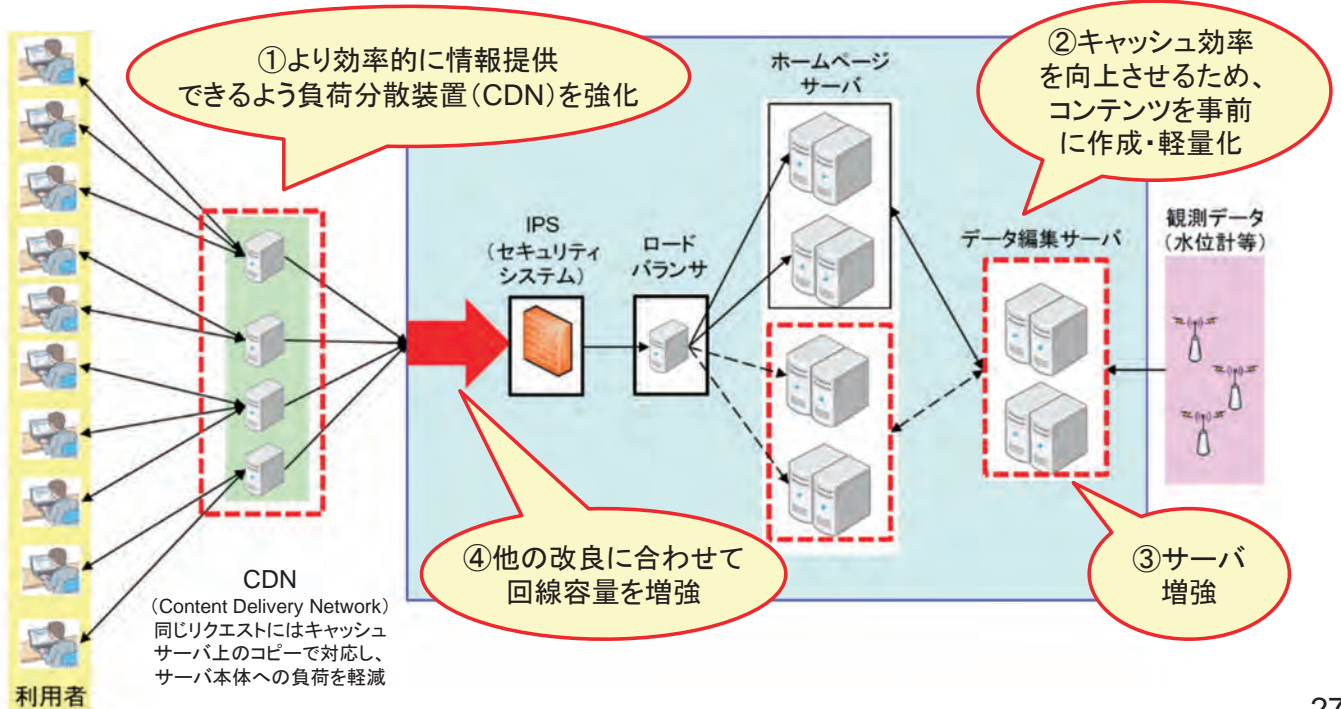 ①より効率的に情報提供
できるよう負荷分散装置(CDN)を強化
ホームページ
サーバ
②キャッシュ効率
を向上させるため、
コンテンツを事前
に作成・軽量化
IPS
(セキュリティ
システム)
ロード
バランサ
データ編集サーバ
観測データ
(水位計等)
④他の改良に合わせて
回線容量を増強
③サーバ
増強
CDN
(Content Delivery Network)
同じリクエストにはキャッシュ
サーバ上のコピーで対応し、
サーバ本体への負荷を軽減
利用者
27